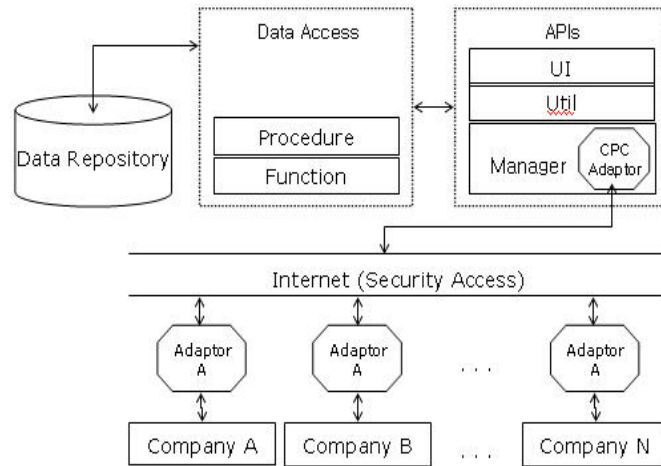 Data Access
APIs
UI
Util
Data Repository
Procedure
Function
Manager
CPC
Adaptor
Internet (Security Access)
Adaptor
A
Adaptor
A
. . .
Adaptor
A
Company A
Company B
. . .
Company N